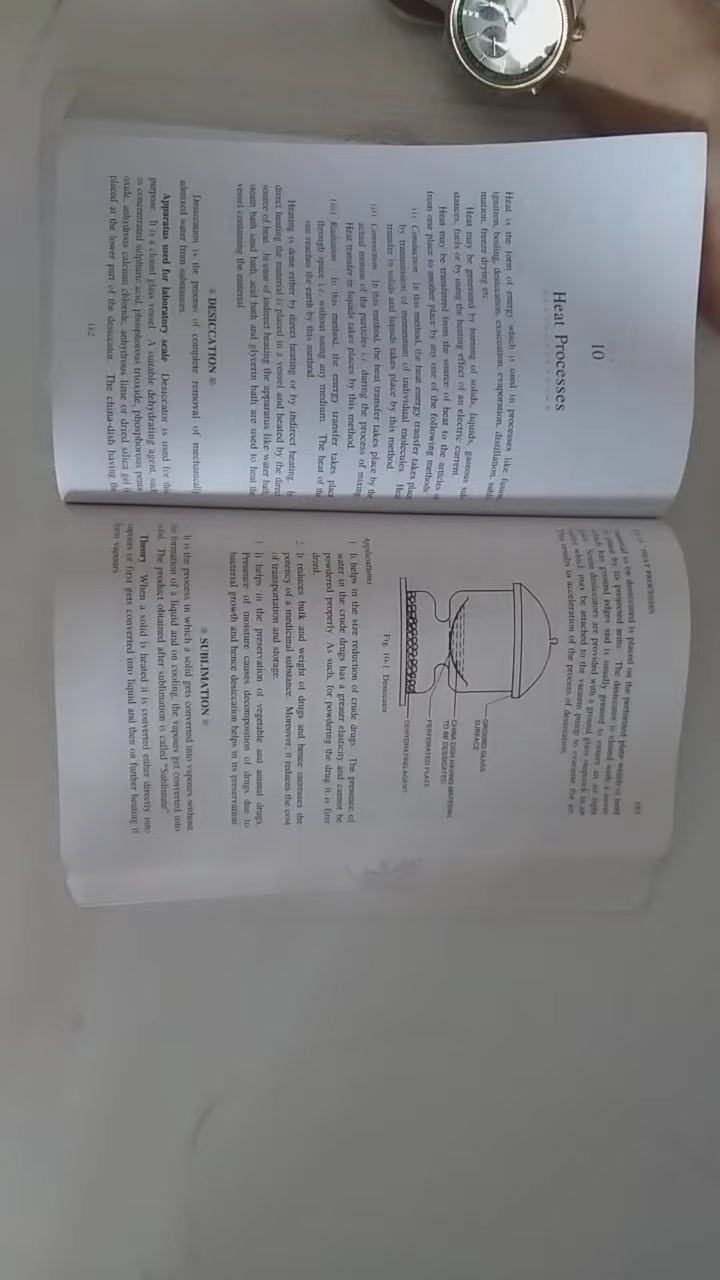 10
Heat Processes
Heat is the form of energy which is used in processes like fusion,
ignition, boiling, desiccation, exsiccation, evaporation, distillation, subli
mation, freeze drying etc.
Heat may be generated by burning of solids, liquids, gaseous sub
stances, fuels or by using the heating effect of an electric current.
Heat may be transferred from the source of heat to the articles o
from one place to another place by any one of the following methods
(i) Conduction In this method, the heat energy transfer takes place
by transmission of momentum of individual molecules. Heat
transfer in solids and liquids takes place by this method.
(ii) Convection In this method, the heat transfer takes place by the
actual motion of the particles i.e. during the process of mixing
Heat transfer in liquids takes places by this method.
(iii) Radiation : In this method, the energy transfer takes place
through space i.e. without using any medium. The heat of the
sun reaches the earth by this method.
Heating is done either by direct heating or by indirect heating. In
direct heating the material is placed in a vessel and heated by the direct
source of heat. In case of indirect heating the apparatus like water bath
steam bath, sand bath, acid bath and glycerin bath are used to heat the
vessel containing the material
DESICCATION
Desiccation is the process of complete removal of mechanically
admixed water from substances
Apparatus used for laboratory scale Desiccator is used for this
purpose. It is a closed glass vessel. A suitable dehydrating agent, such
as concentrated sulphuric acid, phosphorous trioxide, phosphorous penta
oxide, anhydrous calcium chloride, anhydrous lime or dried silica gel is
placed at the lower part of the desiccator. The china-dish having the
182
HEAT PROCESSES
183
to be desiccated is placed on the perforated plate which is held
place by its projected arms. The desiccator is closed with a cover
which has ground edges and is usually greased to ensure an air tight
Some desiccators are provided with a ground glass stopcock in an
which may be attached to the vacuum pump to evacuate the air
This results in acceleration of the process of desiccation.
GROUND GLASS
SURFACE
CHINA DISH HAVING MATERIAL
TO BE DESSICATED
PERFORATED PLATE
DEHYDRATING AGENT
Fig. 10-1 Desiccator
Applications
1. It helps in the size reduction of crude drugs. The presence of
water in the crude drugs has a greater elasticity and cannot be
powdered properly. As such, for powdering the drug it is first
dried.
2. It reduces bulk and weight of drugs and hence increases the
potency of a medicinal substance. Moreover, it reduces the cost
of transportation and storage.
It helps in the preservation of vegetable and animal drugs.
Presence of moisture causes decomposition of drugs due to
bacterial growth and hence desiccation helps in its preservation
SUBLIMATION
It is the process in which a solid gets converted into vapours without
the formation of a liquid and on cooling, the vapours get converted into
solid. The product obtained after sublimation is called "Sublimate"
Theory When a solid is heated it is converted either directly into
vapours or first gets converted into liquid and then on further heating it
form vapours